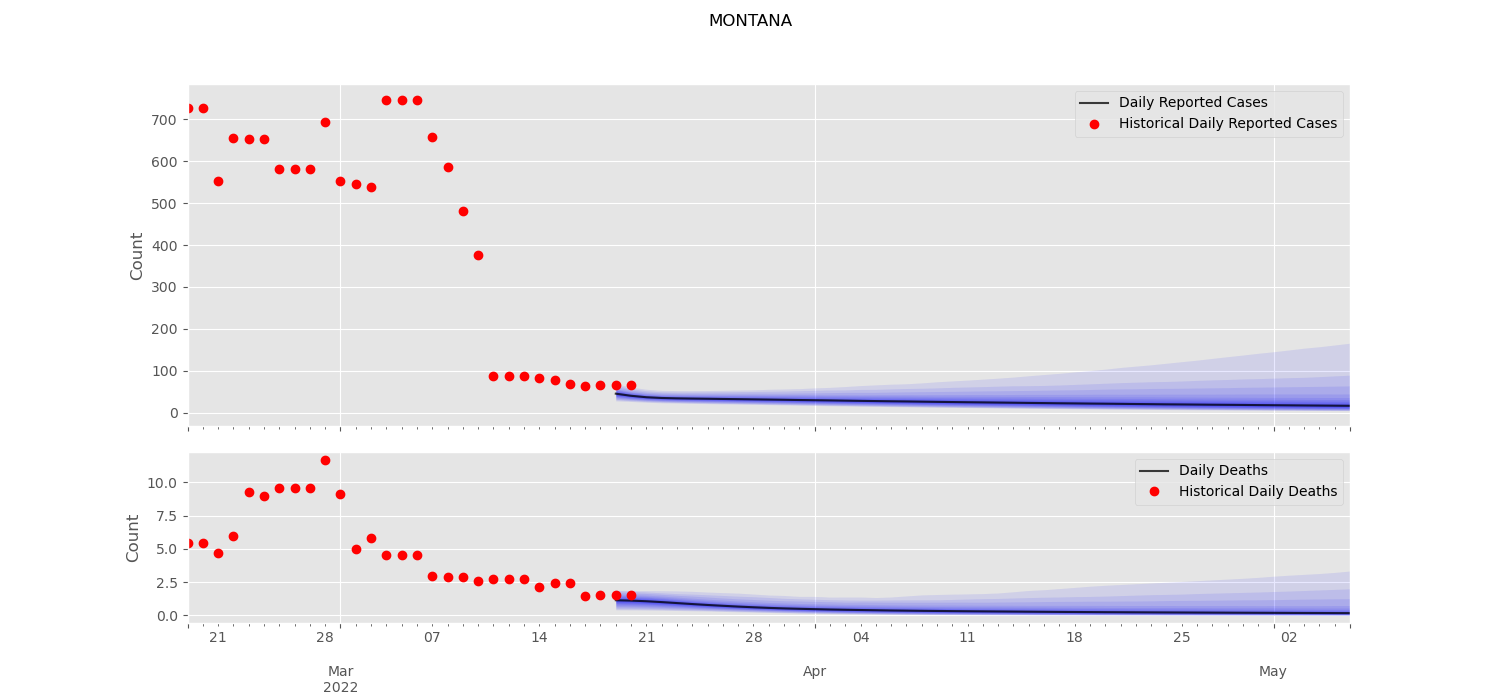 MONTANA
Daily Reported Cases
Historical Daily Reported Cases
700
600
500
400
300
200
100
0
Count
Daily Deaths
Historical Daily Deaths
10.0
7.5
5.0
2.5
0.0
Count
21 28 07 14 21 28 04 11 18 25 02
Mar Apr May
2022